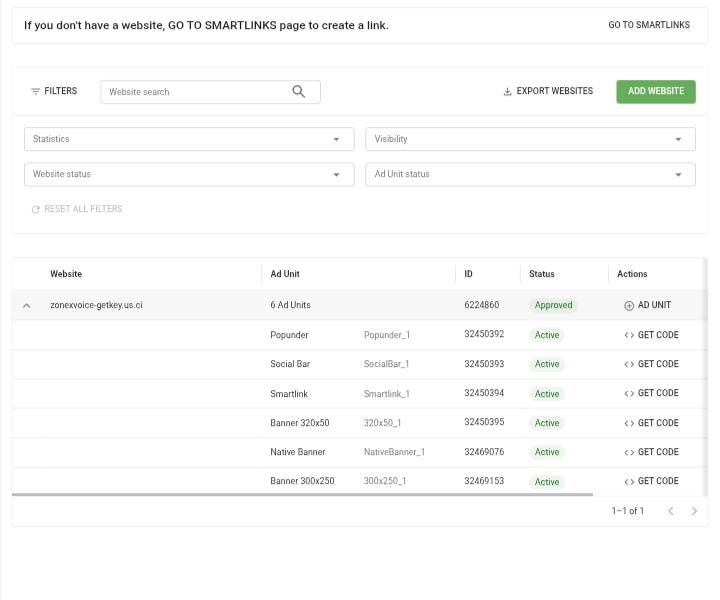 If you don't have a website, GO TO SMARTLINKS page to create a link. GO TO SMARTLINKS
FILTERS Website search EXPORT WEBSITES ADD WEBSITE
Statistics Visibility
Website status Ad Unit status
RESET ALL FILTERS
Website Ad Unit ID Status Actions
zonexvoice-getkey.us.ci 6 Ad Units 6224860 Approved AD UNIT
Popunder Popunder_1 32450392 Active GET CODE
Social Bar SocialBar_1 32450393 Active GET CODE
Smartlink Smartlink_1 32450394 Active GET CODE
Banner 320x50 320x50_1 32450395 Active GET CODE
Native Banner NativeBanner_1 32469076 Active GET CODE
Banner 300x250 300x250_1 32469153 Active GET CODE
1–1 of 1